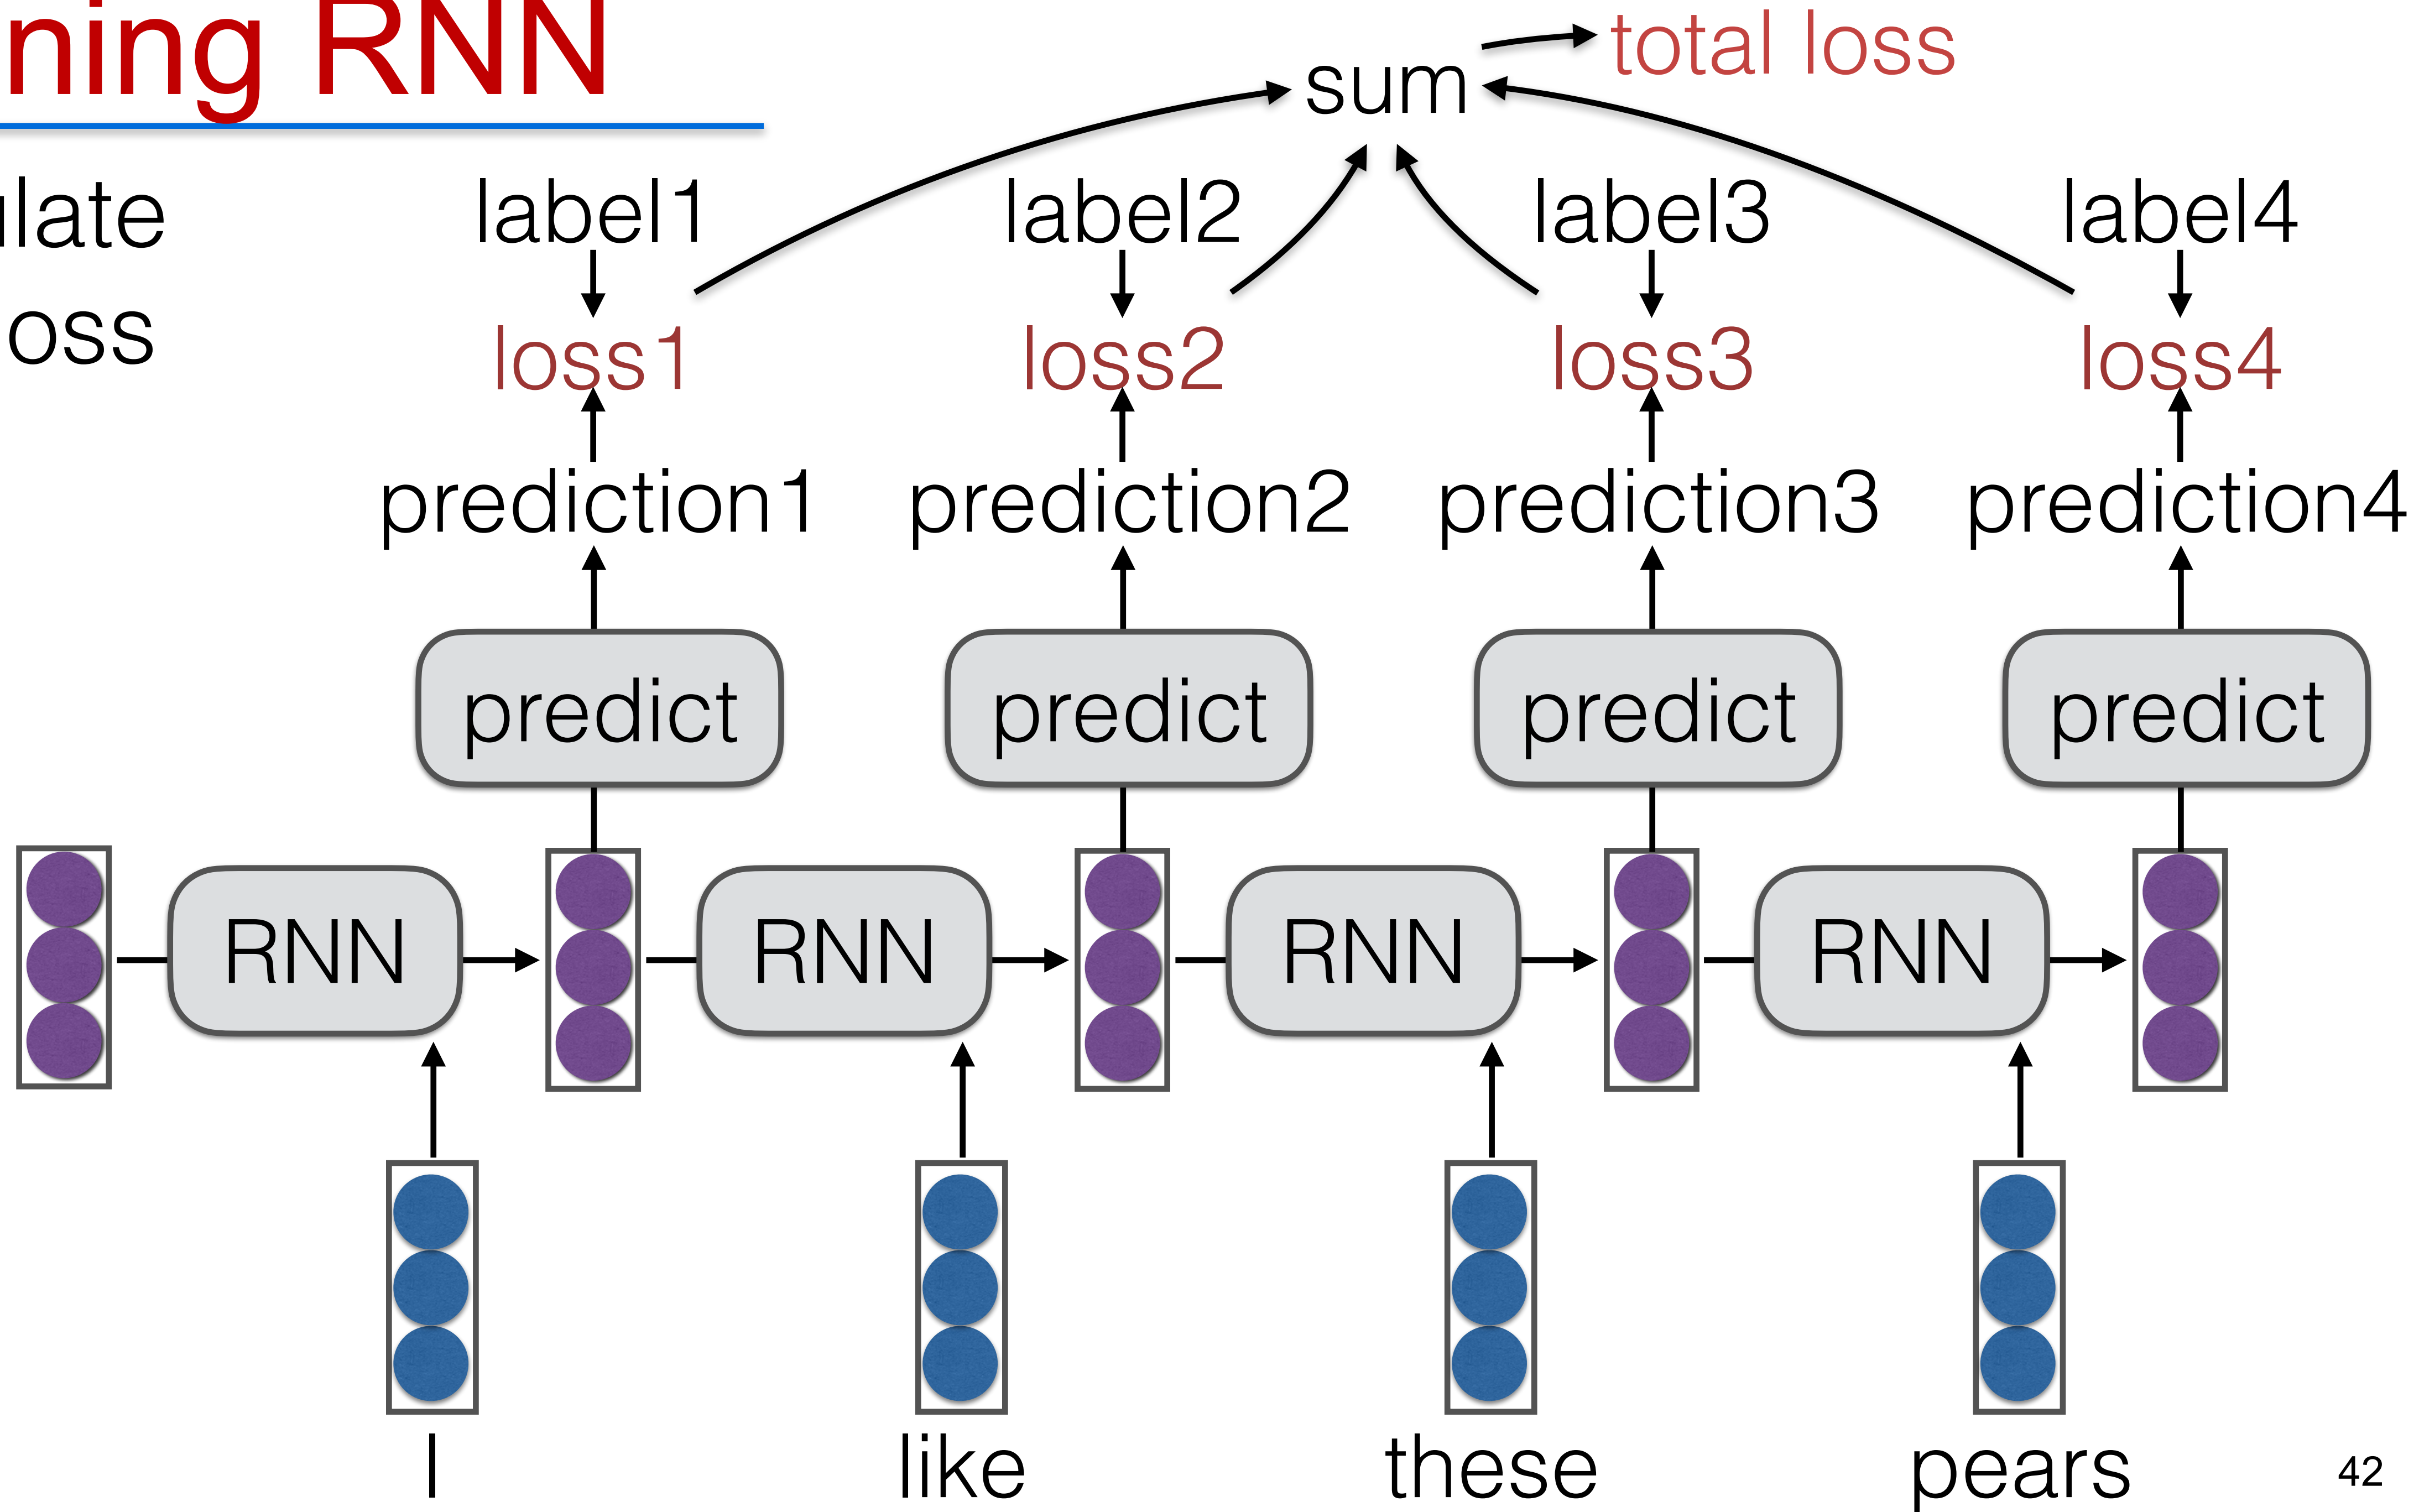 ning RNN
total loss
sum
label1 label2 label3 label4
ulate
loss1 loss2 loss3 loss4
oss
prediction1 prediction2 prediction3 prediction4
predict predict predict predict
RNN RNN RNN RNN
I like these pears
42